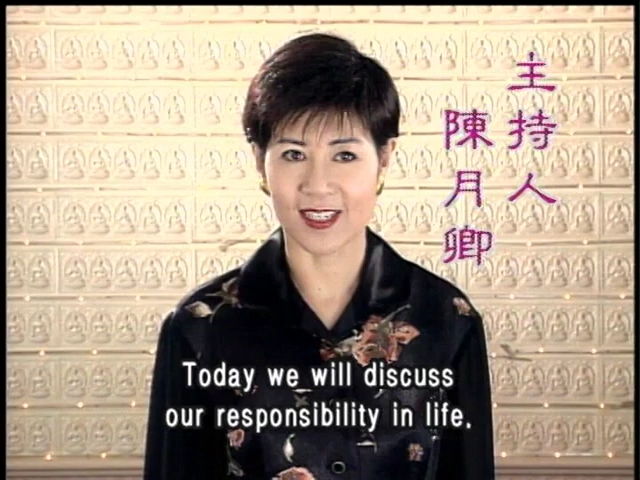 主持人
陳月卿
Today we will discuss
our responsibility in life.